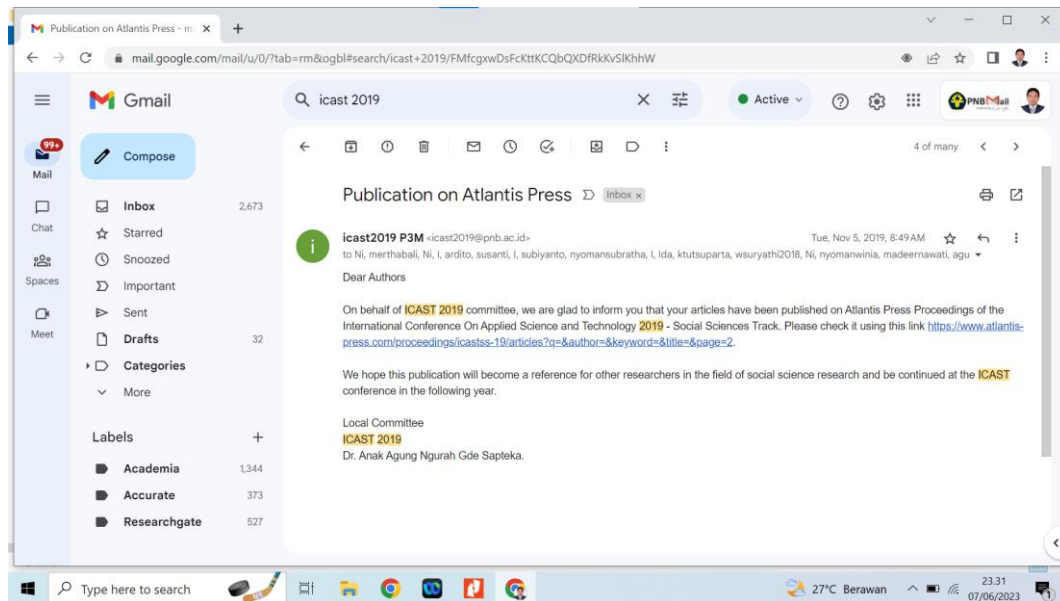 Publication on Atlantis Press - m
mail.google.com/mail/u/0/?tab=rm&ogbl#search/icast+2019/FMfcgxwDsFcKttKCQbQXDfRkKvSlKhhW
Gmail
icast 2019
Active
PNBMail
99+
Mail
Compose
4 of many
Chat
Inbox 2,673
Publication on Atlantis Press Inbox x
Starred
Snoozed
icast2019 P3M <icast2019@pnb.ac.id> Tue, Nov 5, 2019, 8:49 AM
to Ni, merthabali, Ni, I, ardito, susanti, I, subiyanto, nyomansubratha, I, Ida, ktutsuparta, wsuryathi2018, Ni, nyomanwinia, madeernawati, agu
Spaces
Important
Dear Authors
Sent
On behalf of ICAST 2019 committee, we are glad to inform you that your articles have been published on Atlantis Press Proceedings of the
International Conference On Applied Science and Technology 2019 - Social Sciences Track. Please check it using this link https://www.atlantis-
press.com/proceedings/icastss-19/articles?q=&author=&keyword=&title=&page=2.
Meet
Drafts 32
Categories
We hope this publication will become a reference for other researchers in the field of social science research and be continued at the ICAST
conference in the following year.
More
Local Committee
ICAST 2019
Dr. Anak Agung Ngurah Gde Sapteka.
Labels
Academia 1,344
Accurate 373
Researchgate 527
Type here to search
27°C Berawan
23.31
07/06/2023